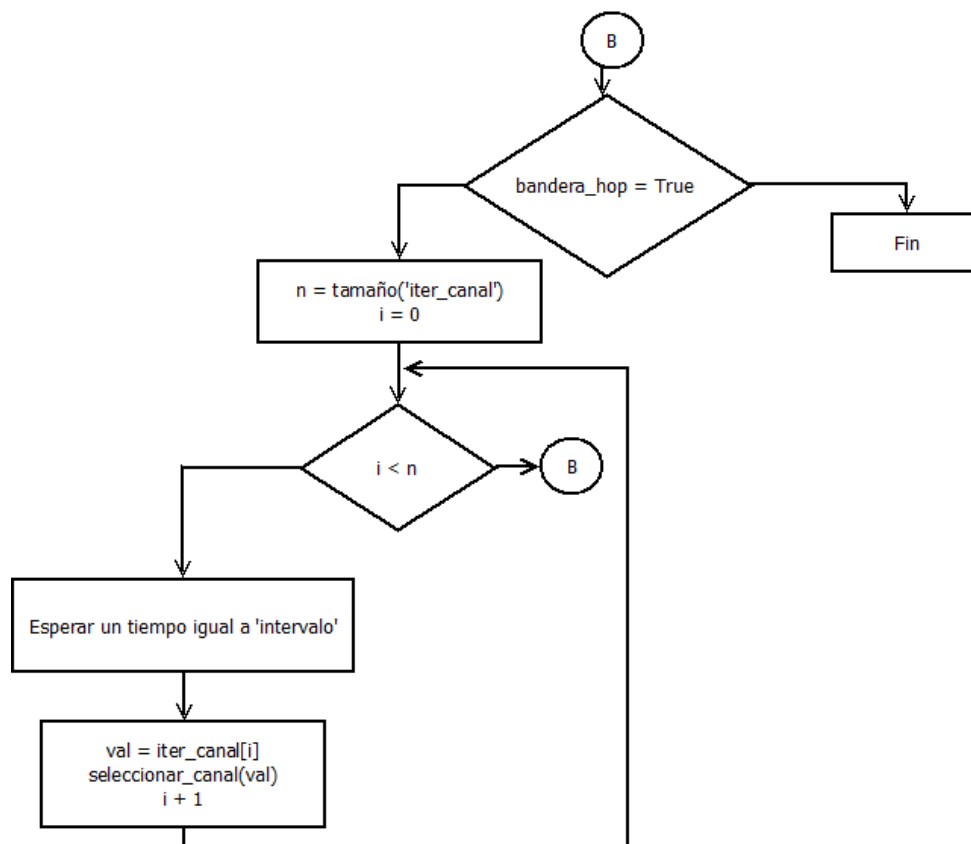 B
bandera_hop = True
Fin
n = tamaño('iter_canal')
i = 0
i < n
B
Esperar un tiempo igual a 'intervalo'
val = iter_canal[i]
seleccionar_canal(val)
i + 1